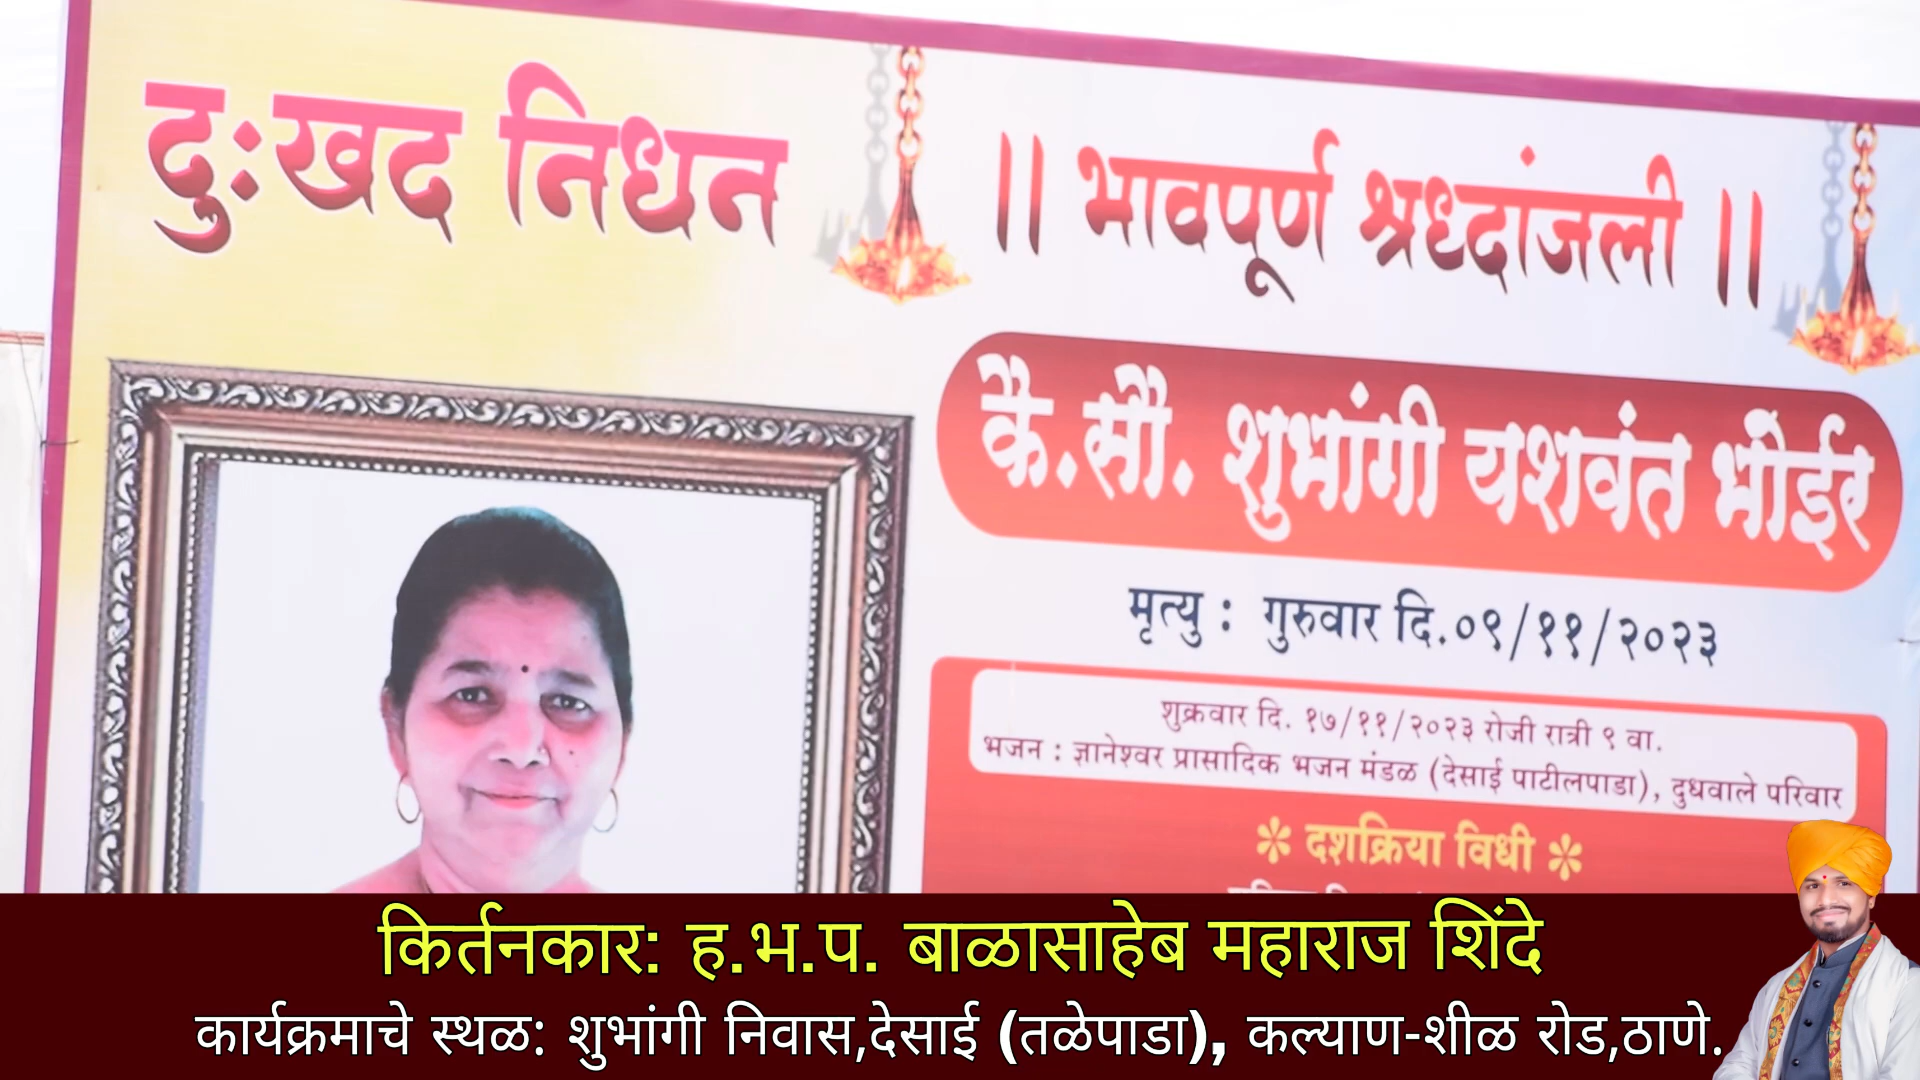 दुःखद निधन
|| भावपूर्ण श्रध्दांजली ||
कै.सौ. शुभांगी यशवंत भोईर
मृत्यु : गुरुवार दि.०९/११/२०२३
शुक्रवार दि. १७/११/२०२३ रोजी रात्री ९ वा.
भजन : ज्ञानेश्वर प्रासादिक भजन मंडळ (देसाई पाटीलपाडा), दुधवाले परिवार
✻ दशक्रिया विधी ✻
किर्तनकार: ह.भ.प. बाळासाहेब महाराज शिंदे
कार्यक्रमाचे स्थळ: शुभांगी निवास,देसाई (तळेपाडा), कल्याण-शीळ रोड,ठाणे.